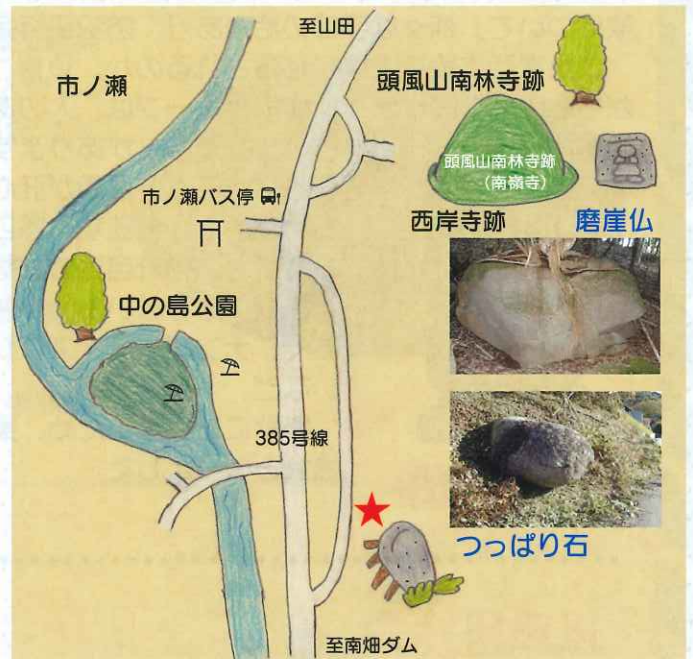 至山田
市ノ瀬
頭風山南林寺跡
頭風山南林寺跡
(南嶺寺)
市ノ瀬バス停
西岸寺跡
磨崖仏
中の島公園
385号線
つっぱり石
至南畑ダム